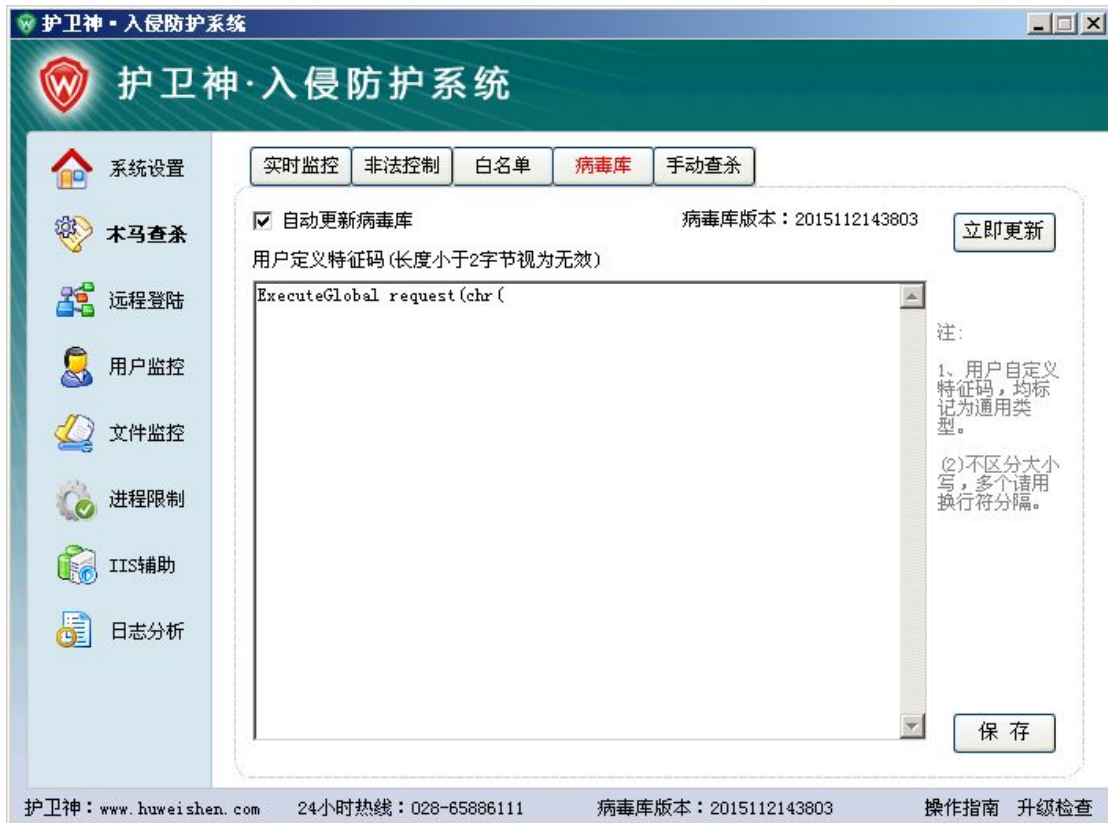 护卫神·入侵防护系统
护卫神·入侵防护系统
系统设置
木马查杀
远程登陆
用户监控
文件监控
进程限制
IIS辅助
日志分析
实时监控 非法控制 白名单 病毒库 手动查杀
自动更新病毒库 病毒库版本：2015112143803 立即更新
用户定义特征码(长度小于2字节视为无效)
ExecuteGlobal request(chr(
注:
1、用户自定义
特征码，均标
记为通用类
型。
(2)不区分大小
写，多个请用
换行符分隔。
保 存
护卫神：www.huweishen.com 24小时热线：028-65886111 病毒库版本：2015112143803 操作指南 升级检查